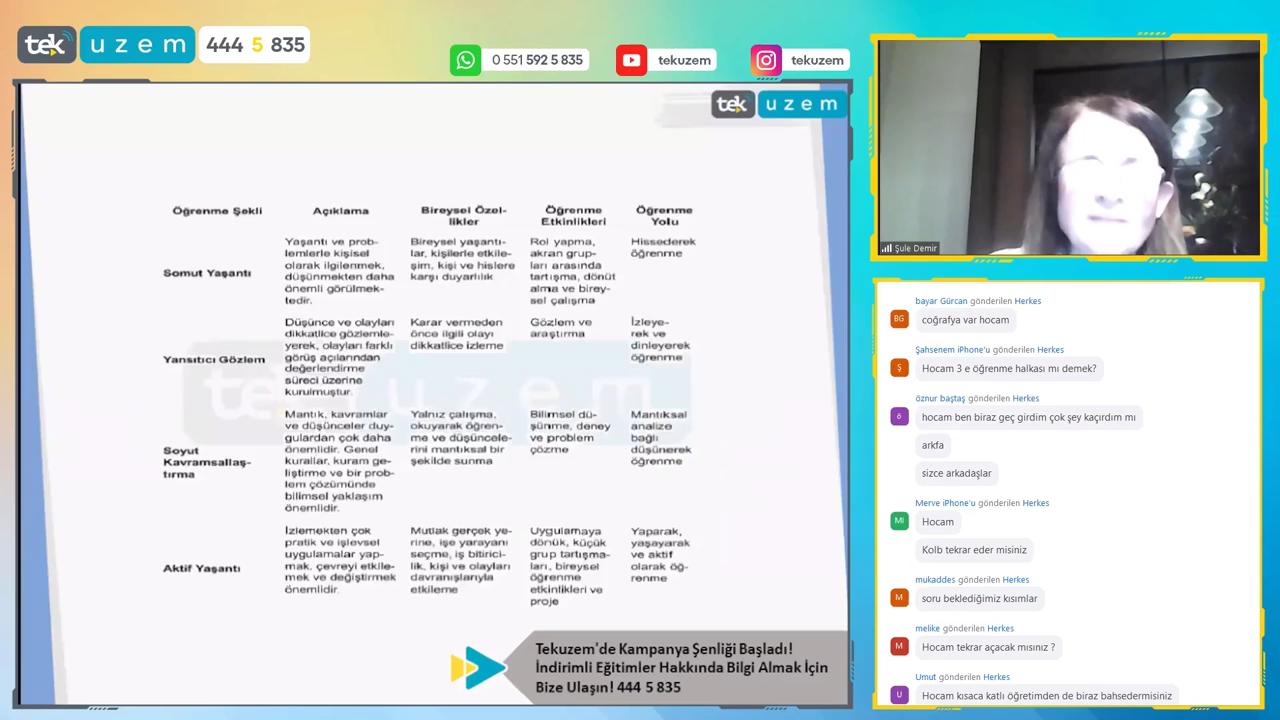 tek uzem 444 5 835
0 551 592 5 835
tekuzem
tekuzem
tek uzem
Öğrenme Şekli
Açıklama
Bireysel Özel-
likler
Öğrenme
Etkinlikleri
Öğrenme
Yolu
Somut Yaşantı
Yaşantı ve prob-
lemlerle kişisel
olarak ilgilenmek,
düşünmekten daha
önemli görülmek-
tedir.
Bireysel yaşantı-
lar, kişilerle etkile-
şim, kişi ve hislere
karşı duyarlılık
Rol yapma,
akran grup-
ları arasında
tartışma, dönüt
alma ve birey-
sel çalışma
Hissederek
öğrenme
Yansıtıcı Gözlem
Düşünce ve olayları
dikkatlice gözlemle-
yerek, olayları farklı
görüş açılarından
değerlendirme
süreci üzerine
kurulmuştur.
Karar vermeden
önce ilgili olayı
dikkatlice izleme
Gözlem ve
araştırma
İzleye-
rek ve
dinleyerek
öğrenme
Soyut
Kavramsallaş-
tırma
Mantık, kavramlar
ve düşünceler duy-
gulardan çok daha
önemlidir. Genel
kurallar, kuram ge-
liştirme ve bir prob-
lem çözümünde
bilimsel yaklaşım
önemlidir.
Yalnız çalışma,
okuyarak öğren-
me ve düşüncele-
rini mantıksal bir
şekilde sunma
Bilimsel dü-
şünme, deney
ve problem
çözme
Mantıksal
analize
bağlı
düşünerek
öğrenme
Aktif Yaşantı
İzlemekten çok
pratik ve işlevsel
uygulamalar yap-
mak, çevreyi etkile-
mek ve değiştirmek
önemlidir.
Mutlak gerçek ye-
rine, işe yarayanı
seçme, iş bitirici-
lik, kişi ve olayları
davranışlarıyla
etkileme
Uygulamaya
dönük, küçük
grup tartışma-
ları, bireysel
öğrenme
etkinlikleri ve
proje
Yaparak,
yaşayarak
ve aktif
olarak öğ-
renme
tek uzem
Tekuzem'de Kampanya Şenliği Başladı!
İndirimli Eğitimler Hakkında Bilgi Almak İçin
Bize Ulaşın! 444 5 835
Şule Demir
bayar Gürcan gönderilen Herkes
BG
coğrafya var hocam
Şahsenem iPhone'u gönderilen Herkes
Ş
Hocam 3 e öğrenme halkası mı demek?
öznur baştaş gönderilen Herkes
ö
hocam ben biraz geç girdim çok şey kaçırdım mı
arkfa
sizce arkadaşlar
Merve iPhone'u gönderilen Herkes
MI
Hocam
Kolb tekrar eder misiniz
mukaddes gönderilen Herkes
M
soru beklediğimiz kısımlar
melike gönderilen Herkes
M
Hocam tekrar açacak mısınız ?
Umut gönderilen Herkes
U
Hocam kısaca katlı öğretimden de biraz bahsedermisiniz